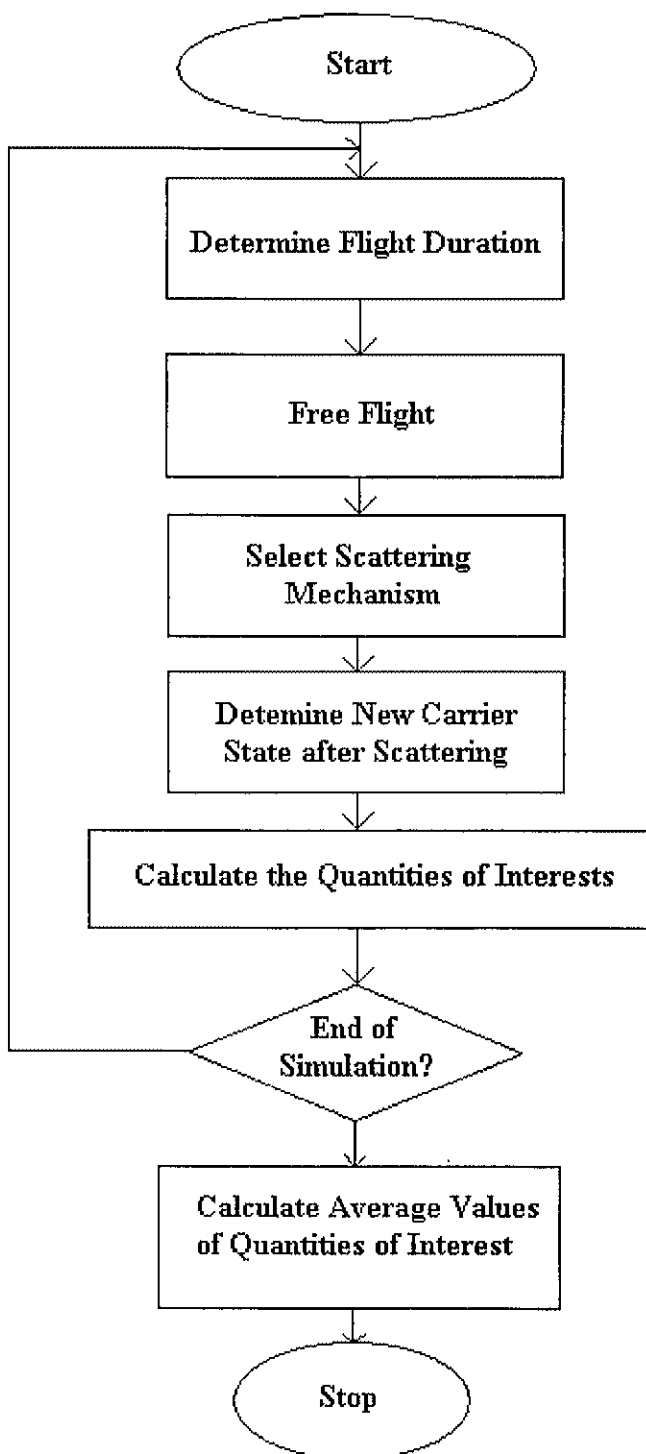 Start
Determine Flight Duration
Free Flight
Select Scattering
Mechanism
Detemine New Carrier
State after Scattering
Calculate the Quantities of Interests
End of
Simulation?
Calculate Average Values
of Quantities of Interest
Stop